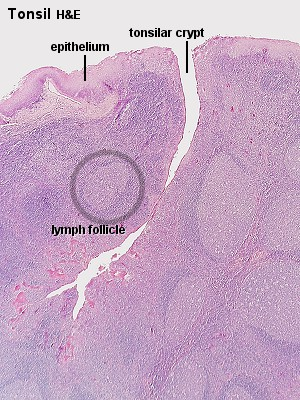 Tonsil H&E
tonsilar crypt
epithelium
lymph follicle